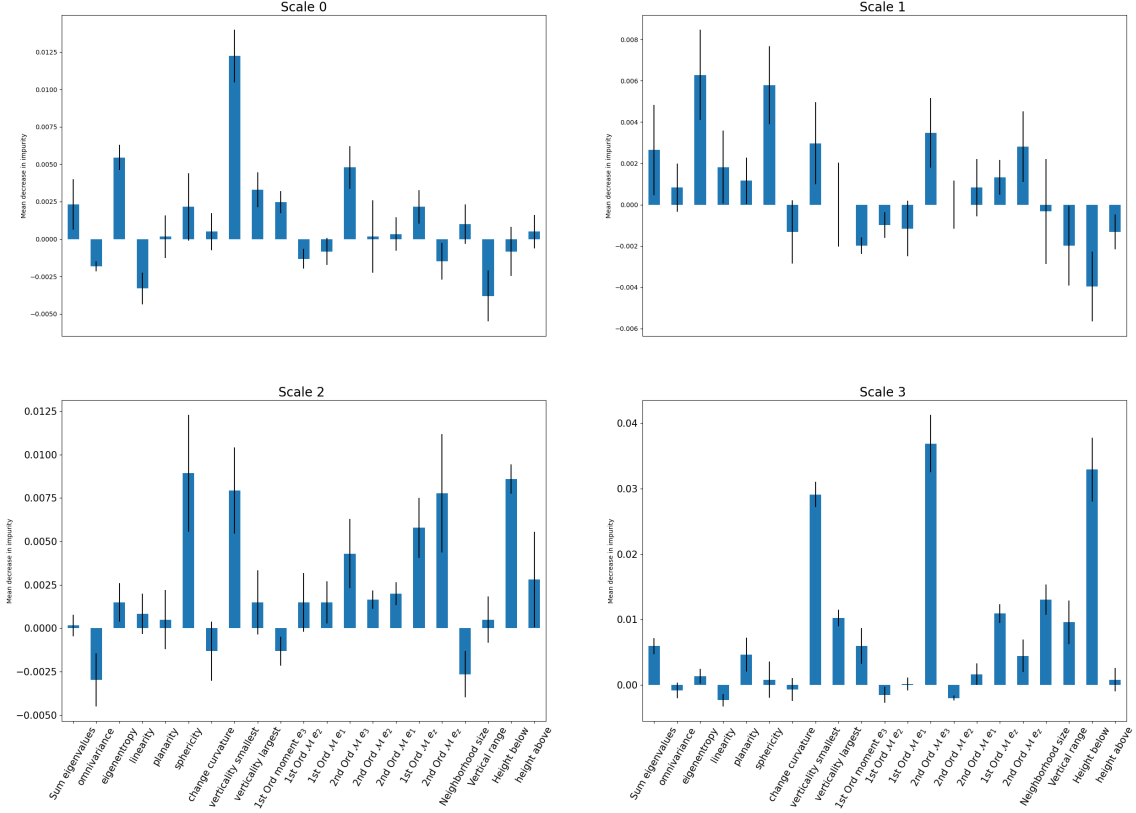 Scale 0
0.0125
0.0100
0.0075
0.0050
0.0025
0.0000
−0.0025
−0.0050
Mean decrease in impurity
Scale 1
0.008
0.006
0.004
0.002
0.000
−0.002
−0.004
−0.006
Mean decrease in impurity
Scale 2
0.0125
0.0100
0.0075
0.0050
0.0025
0.0000
−0.0025
−0.0050
Mean decrease in impurity
Sum eigenvalues
omnivariance
eigenentropy
linearity
planarity
sphericity
change curvature
verticality smallest
verticality largest
1st Ord moment e₃
1st Ord ℳ e₂
1st Ord ℳ e₁
2nd Ord ℳ e₃
2nd Ord ℳ e₂
2nd Ord ℳ e₁
1st Ord ℳ e_z
2nd Ord ℳ e_z
Neighborhood size
Vertical range
Height below
height above
Scale 3
0.04
0.03
0.02
0.01
0.00
Mean decrease in impurity
Sum eigenvalues
omnivariance
eigenentropy
linearity
planarity
sphericity
change curvature
verticality smallest
verticality largest
1st Ord moment e₃
1st Ord ℳ e₂
1st Ord ℳ e₁
2nd Ord ℳ e₃
2nd Ord ℳ e₂
2nd Ord ℳ e₁
1st Ord ℳ e_z
2nd Ord ℳ e_z
Neighborhood size
Vertical range
Height below
height above